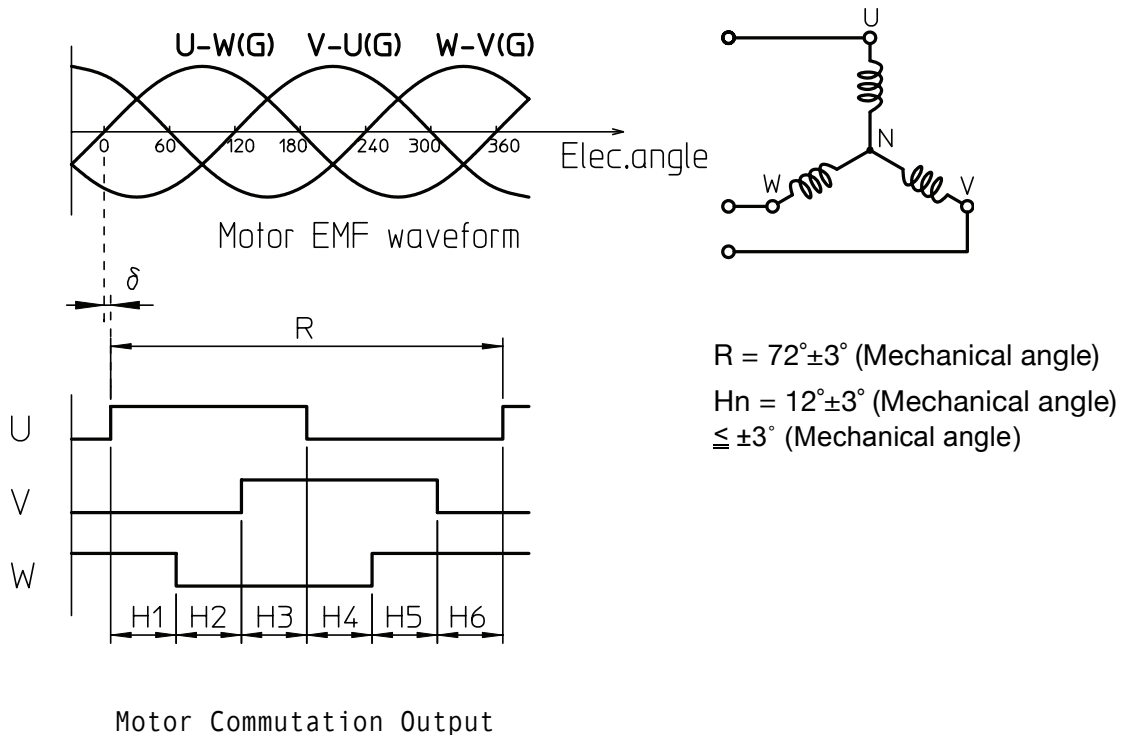 U-W(G) V-U(G) W-V(G)
0 60 120 180 240 300 360
Elec.angle
Motor EMF waveform
δ
R
U
V
W
H1 H2 H3 H4 H5 H6
Motor Commutation Output
U
N
W
V
R = 72°±3° (Mechanical angle)
Hn = 12°±3° (Mechanical angle)
≦ ±3° (Mechanical angle)